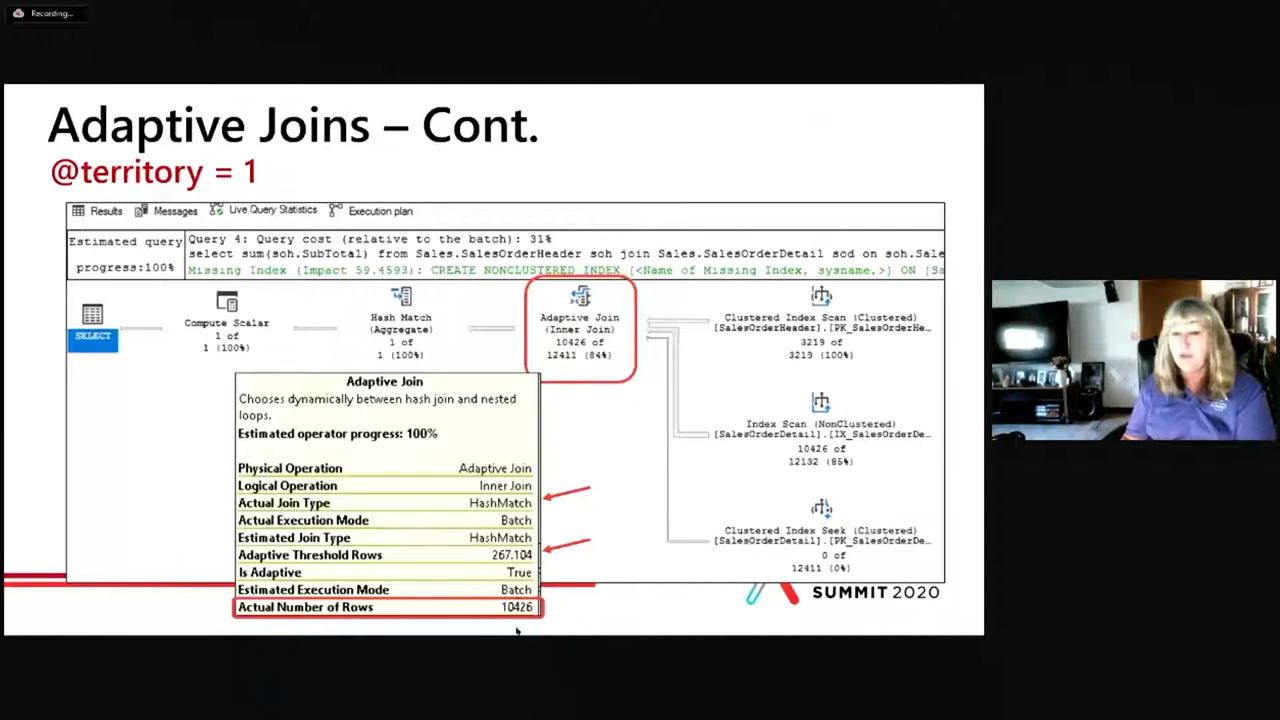 Recording...
Adaptive Joins – Cont.
@territory = 1
Results Messages Live Query Statistics Execution plan
Estimated query
progress:100%
Query 4: Query cost (relative to the batch): 31%
select sum(soh.SubTotal) from Sales.SalesOrderHeader soh join Sales.SalesOrderDetail sod on soh.Sale
Missing Index (Impact 59.4593): CREATE NONCLUSTERED INDEX [<Name of Missing Index, sysname,>] ON [Sa
SELECT
Compute Scalar
1 of
1 (100%)
Hash Match
(Aggregate)
1 of
1 (100%)
Adaptive Join
(Inner Join)
10426 of
12411 (84%)
Clustered Index Scan (Clustered)
[SalesOrderHeader].[PK_SalesOrderHe…
3219 of
3219 (100%)
Index Scan (NonClustered)
[SalesOrderDetail].[IX_SalesOrderDe…
10426 of
12132 (85%)
Clustered Index Seek (Clustered)
[SalesOrderDetail].[PK_SalesOrderDe…
0 of
12411 (0%)
Adaptive Join
Chooses dynamically between hash join and nested
loops.
Estimated operator progress: 100%
Physical Operation Adaptive Join
Logical Operation Inner Join
Actual Join Type HashMatch
Actual Execution Mode Batch
Estimated Join Type HashMatch
Adaptive Threshold Rows 267.104
Is Adaptive True
Estimated Execution Mode Batch
Actual Number of Rows 10426
SUMMIT 2020